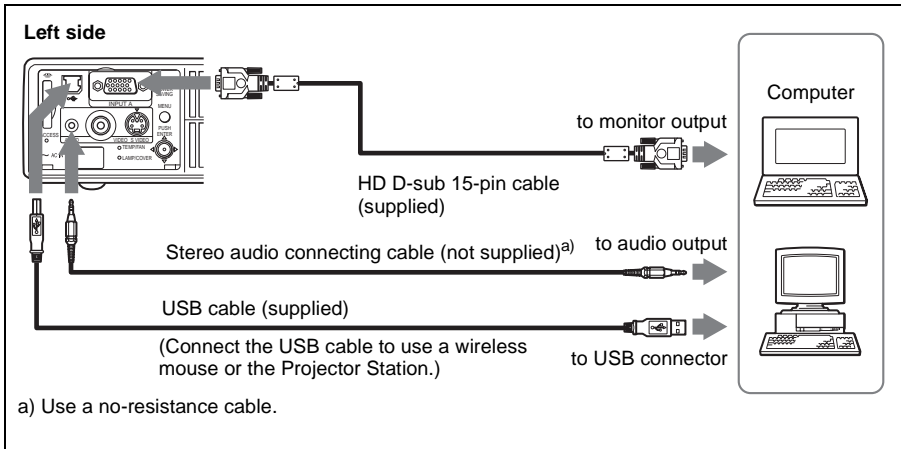 Left side
SAVING
INPUT A
MENU
PUSH
ENTER
VIDEO S VIDEO
TEMP/FAN
LAMP/COVER
Computer
to monitor output
HD D-sub 15-pin cable
(supplied)
Stereo audio connecting cable (not supplied)a)
to audio output
USB cable (supplied)
(Connect the USB cable to use a wireless
mouse or the Projector Station.)
to USB connector
a) Use a no-resistance cable.